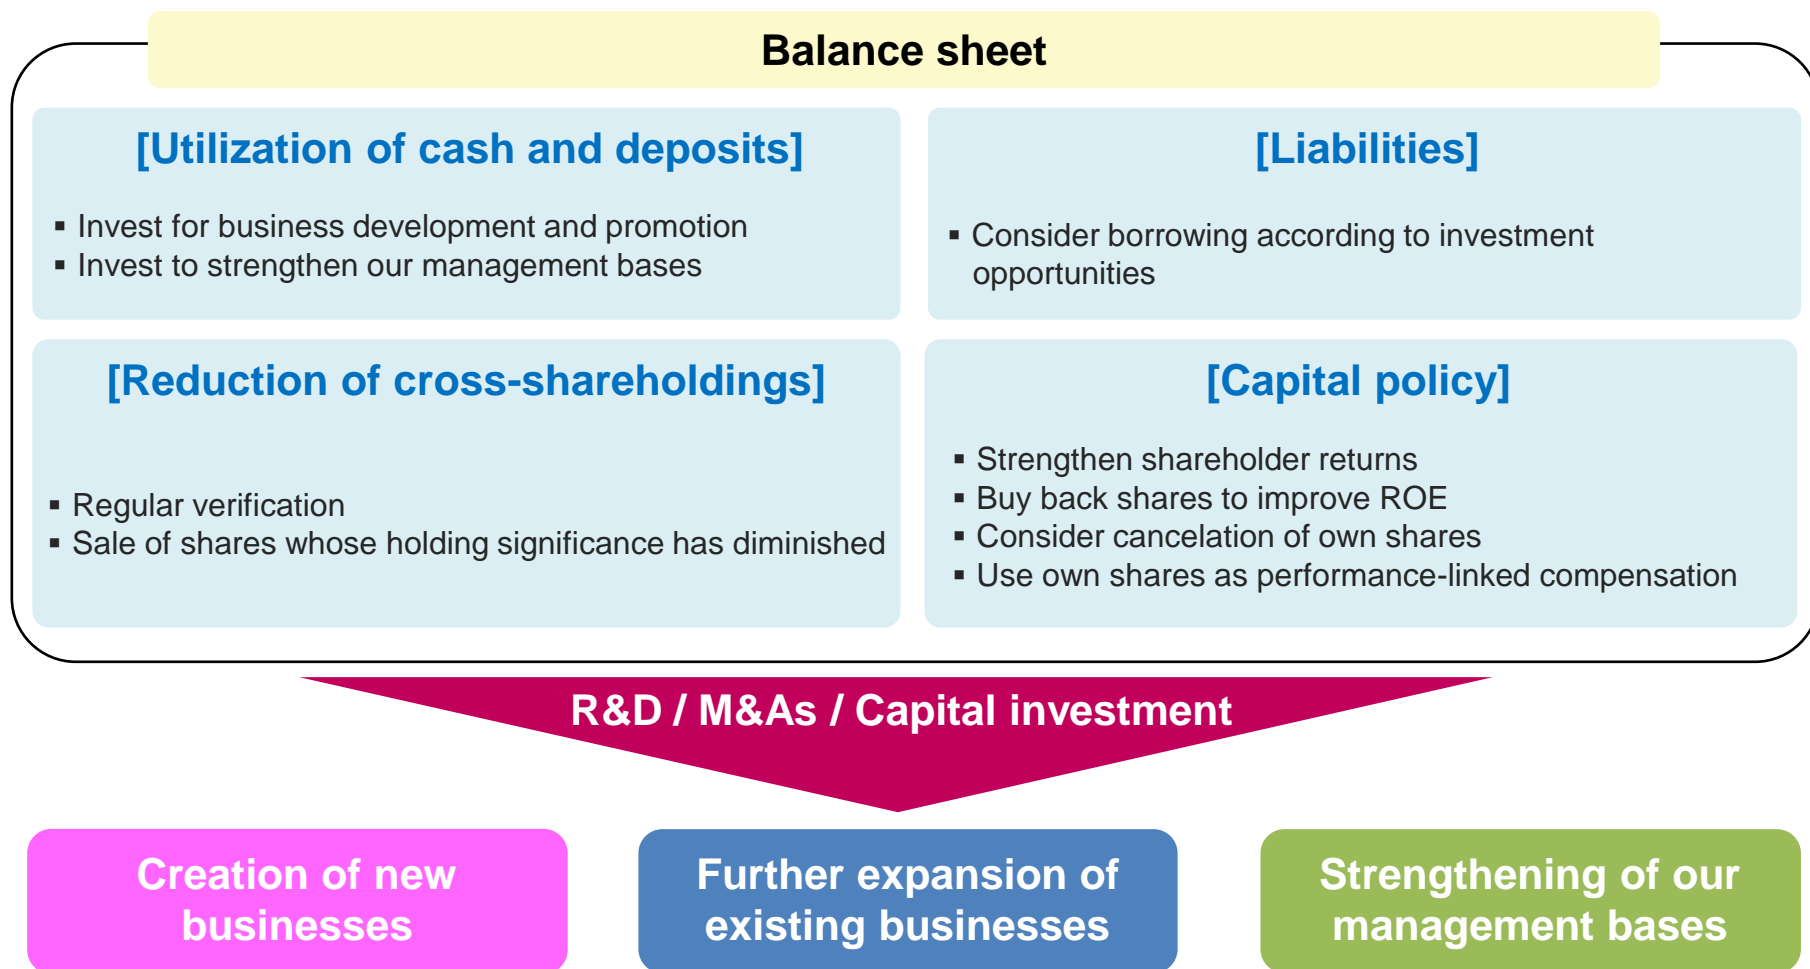 Balance sheet
[Utilization of cash and deposits]
▪ Invest for business development and promotion
▪ Invest to strengthen our management bases
[Liabilities]
▪ Consider borrowing according to investment
opportunities
[Reduction of cross-shareholdings]
▪ Regular verification
▪ Sale of shares whose holding significance has diminished
[Capital policy]
▪ Strengthen shareholder returns
▪ Buy back shares to improve ROE
▪ Consider cancelation of own shares
▪ Use own shares as performance-linked compensation
R&D / M&As / Capital investment
Creation of new
businesses
Further expansion of
existing businesses
Strengthening of our
management bases